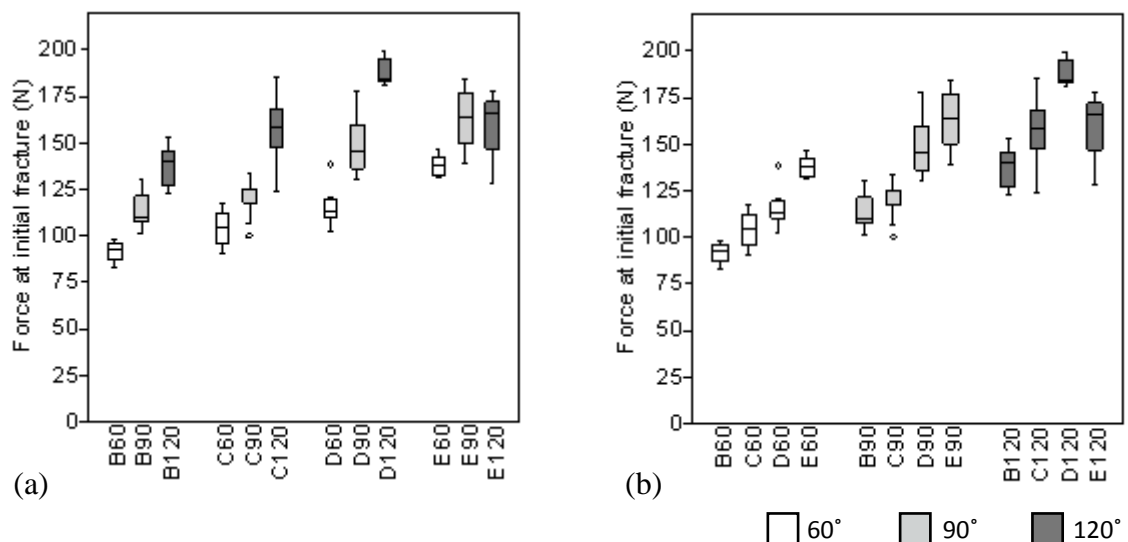 Force at initial fracture (N)
200
175
150
125
100
75
50
25
0
B60
B90
B120
C60
C90
C120
D60
D90
D120
E60
E90
E120
(a)
Force at initial fracture (N)
200
175
150
125
100
75
50
25
0
B60
C60
D60
E60
B90
C90
D90
E90
B120
C120
D120
E120
(b)
60° 90° 120°